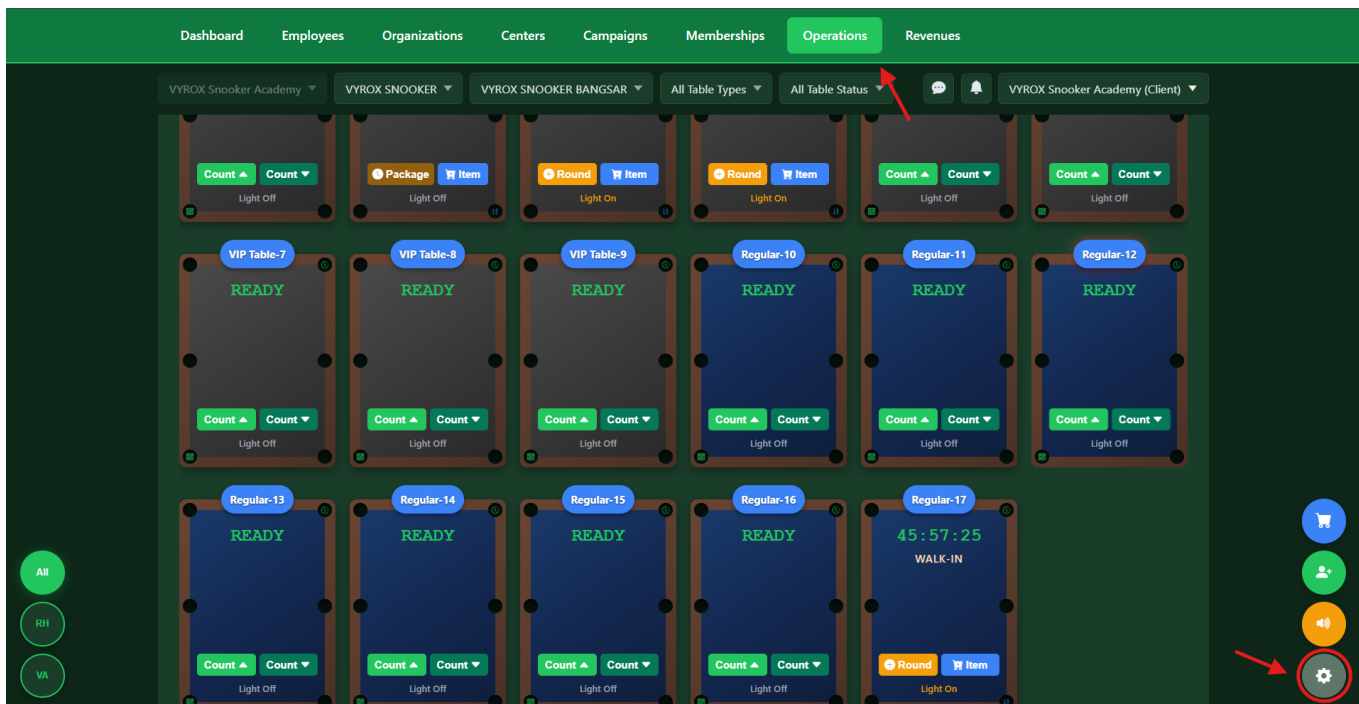 Dashboard Employees Organizations Centers Campaigns Memberships Operations Revenues
VYROX Snooker Academy VYROX SNOOKER VYROX SNOOKER BANGSAR All Table Types All Table Status VYROX Snooker Academy (Client)
Count Count Package Item Round Item Round Item Count Count Count Count
Light Off Light Off Light On Light On Light Off Light Off
VIP Table-7 VIP Table-8 VIP Table-9 Regular-10 Regular-11 Regular-12
READY READY READY READY READY READY
Count Count Count Count Count Count Count Count Count Count Count Count
Light Off Light Off Light Off Light Off Light Off Light Off
Regular-13 Regular-14 Regular-15 Regular-16 Regular-17
READY READY READY READY 45:57:25
WALK-IN
All
RH
Count Count Count Count Count Count Count Count Round Item
VA
Light Off Light Off Light Off Light Off Light On